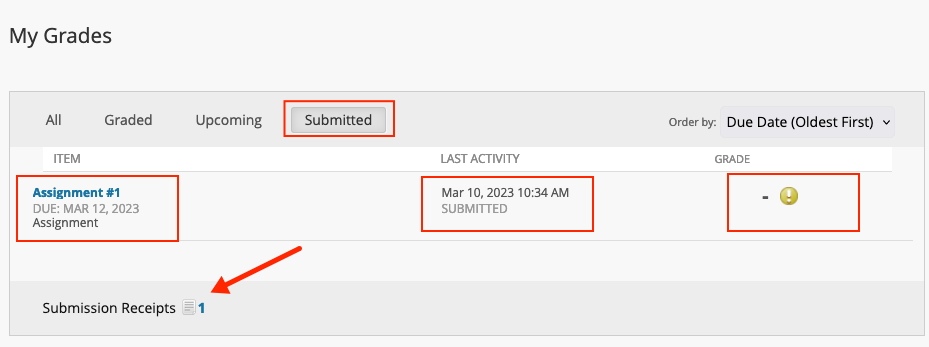 My Grades
All Graded Upcoming Submitted Order by: Due Date (Oldest First)
ITEM LAST ACTIVITY GRADE
Assignment #1 Mar 10, 2023 10:34 AM -
DUE: MAR 12, 2023 SUBMITTED
Assignment
Submission Receipts 1